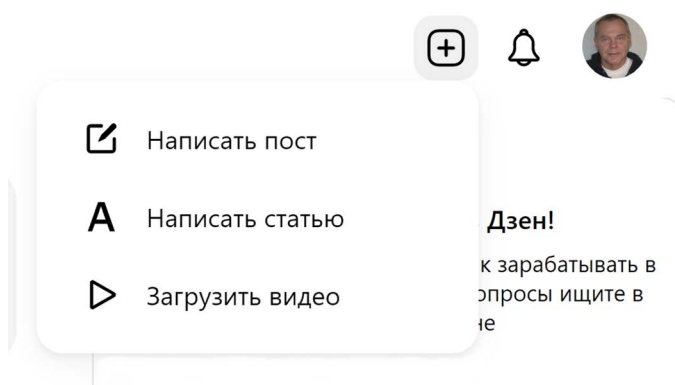 Написать пост
Написать статью
Загрузить видео
Дзен!
к зарабатывать в
опросы ищите в
не